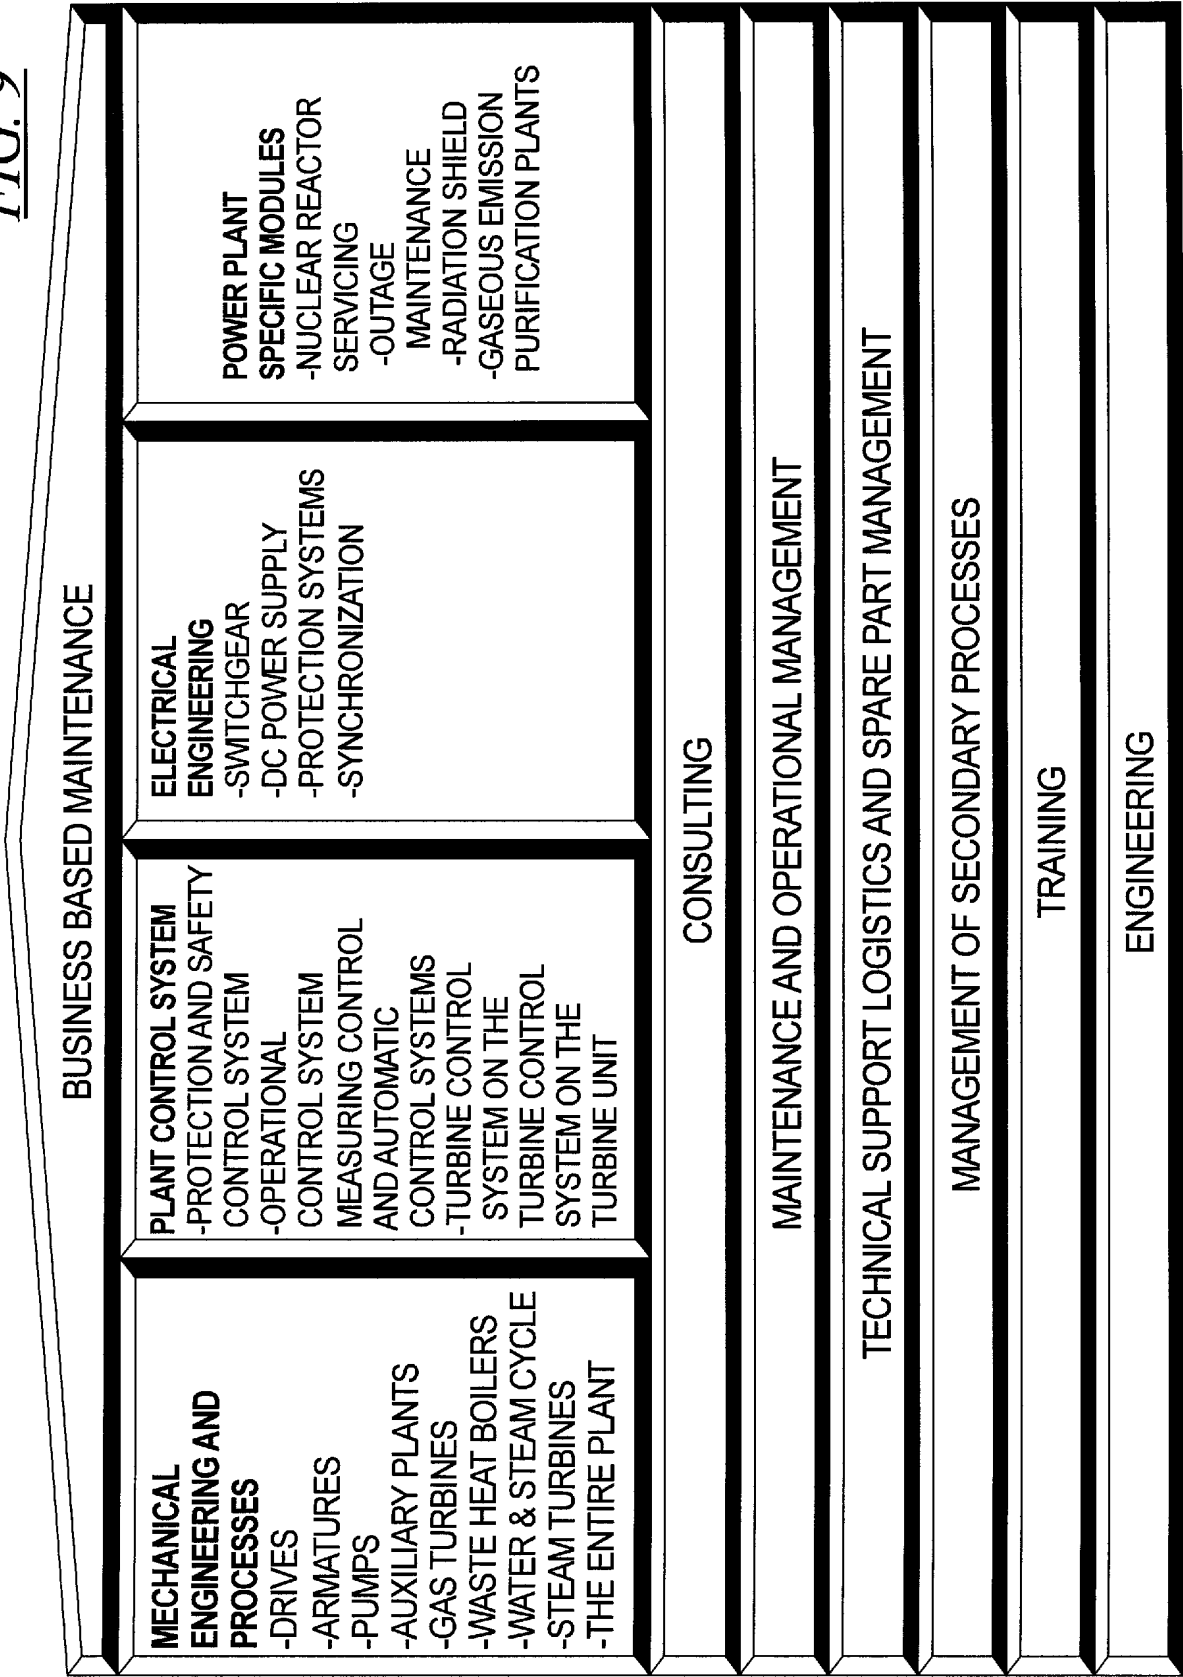 FIG. 9
BUSINESS BASED MAINTENANCE
MECHANICAL
ENGINEERING AND
PROCESSES
-DRIVES
-ARMATURES
-PUMPS
-AUXILIARY PLANTS
-GAS TURBINES
-WASTE HEAT BOILERS
-WATER & STEAM CYCLE
-STEAM TURBINES
-THE ENTIRE PLANT
PLANT CONTROL SYSTEM
-PROTECTION AND SAFETY
CONTROL SYSTEM
-OPERATIONAL
CONTROL SYSTEM
MEASURING CONTROL
AND AUTOMATIC
CONTROL SYSTEMS
-TURBINE CONTROL
SYSTEM ON THE
TURBINE CONTROL
SYSTEM ON THE
TURBINE UNIT
ELECTRICAL
ENGINEERING
-SWITCHGEAR
-DC POWER SUPPLY
-PROTECTION SYSTEMS
-SYNCHRONIZATION
POWER PLANT
SPECIFIC MODULES
-NUCLEAR REACTOR
SERVICING
-OUTAGE
MAINTENANCE
-RADIATION SHIELD
-GASEOUS EMISSION
PURIFICATION PLANTS
CONSULTING
MAINTENANCE AND OPERATIONAL MANAGEMENT
TECHNICAL SUPPORT LOGISTICS AND SPARE PART MANAGEMENT
MANAGEMENT OF SECONDARY PROCESSES
TRAINING
ENGINEERING